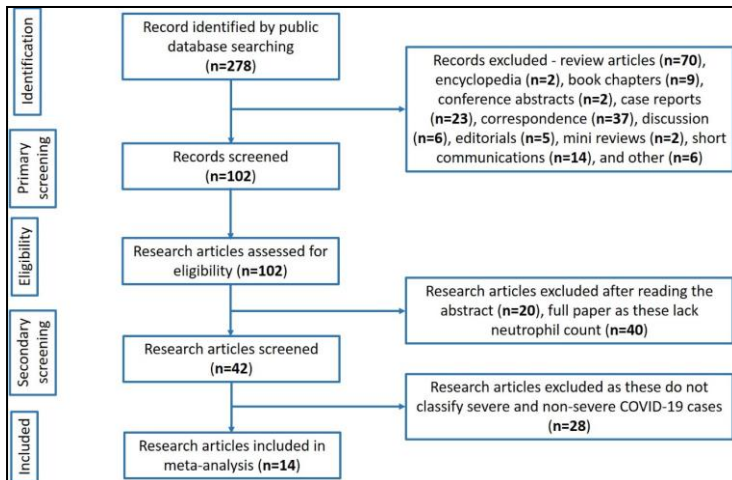 Identification
Record identified by public
database searching
(n=278)
Records excluded - review articles (n=70),
encyclopedia (n=2), book chapters (n=9),
conference abstracts (n=2), case reports
(n=23), correspondence (n=37), discussion
(n=6), editorials (n=5), mini reviews (n=2), short
communications (n=14), and other (n=6)
Primary
screening
Records screened
(n=102)
Eligibility
Research articles assessed for
eligibility (n=102)
Research articles excluded after reading the
abstract (n=20), full paper as these lack
neutrophil count (n=40)
Secondary
screening
Research articles screened
(n=42)
Research articles excluded as these do not
classify severe and non-severe COVID-19 cases
(n=28)
Included
Research articles included in
meta-analysis (n=14)